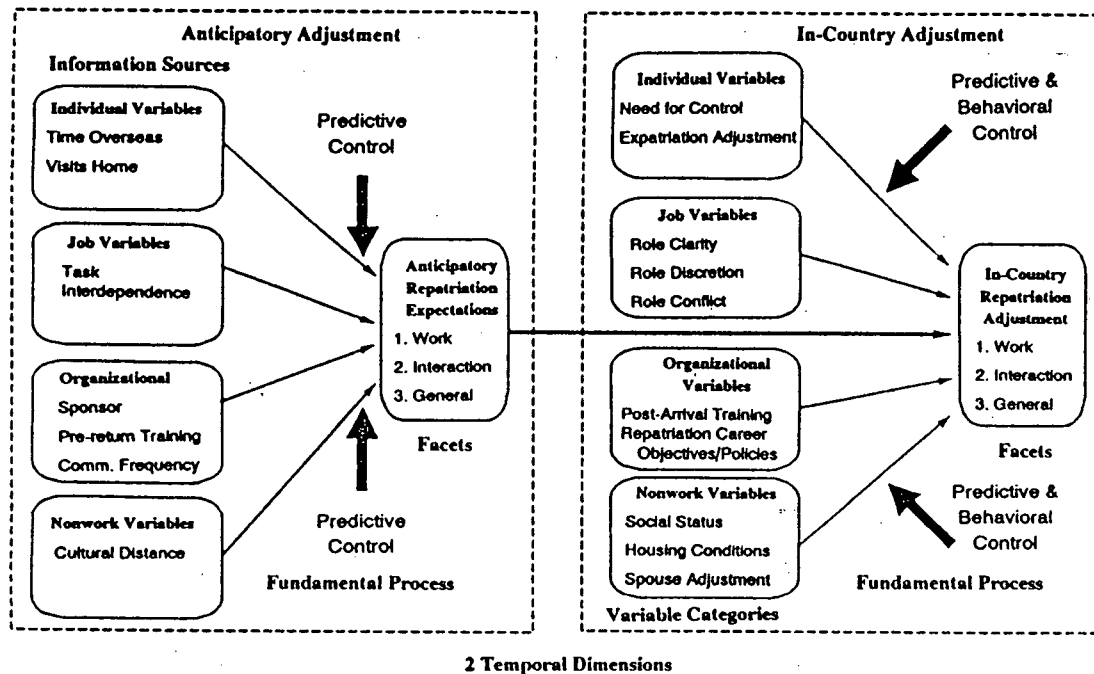 Anticipatory Adjustment
Information Sources
Individual Variables
Time Overseas
Visits Home
Predictive
Control
Job Variables
Task
Interdependence
Anticipatory
Repatriation
Expectations
1. Work
2. Interaction
3. General
Facets
Organizational
Sponsor
Pre-return Training
Comm. Frequency
Nonwork Variables
Cultural Distance
Predictive
Control
Fundamental Process
In-Country Adjustment
Individual Variables
Need for Control
Expatriation Adjustment
Predictive &
Behavioral
Control
Job Variables
Role Clarity
Role Discretion
Role Conflict
In-Country
Repatriation
Adjustment
1. Work
2. Interaction
3. General
Facets
Organizational
Variables
Post-Arrival Training
Repatriation Career
Objectives/Policies
Nonwork Variables
Social Status
Housing Conditions
Spouse Adjustment
Predictive &
Behavioral
Control
Fundamental Process
Variable Categories
2 Temporal Dimensions